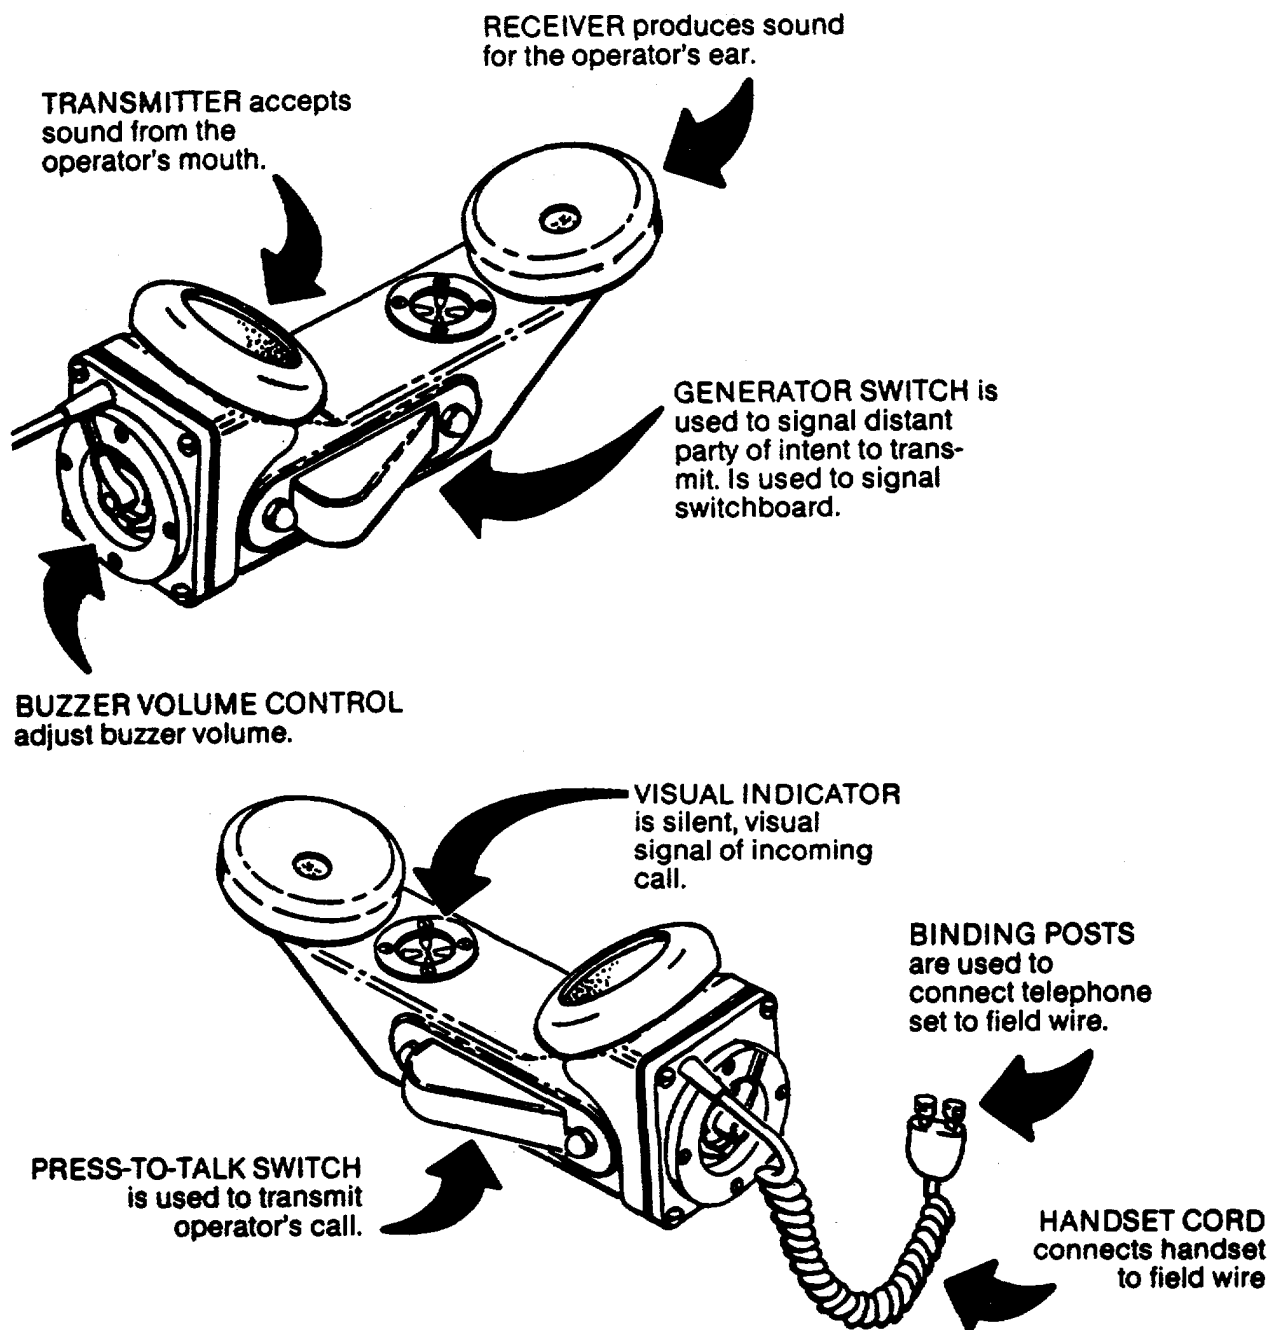 RECEIVER produces sound
for the operator's ear.
TRANSMITTER accepts
sound from the
operator's mouth.
GENERATOR SWITCH is
used to signal distant
party of intent to trans-
mit. Is used to signal
switchboard.
BUZZER VOLUME CONTROL
adjust buzzer volume.
VISUAL INDICATOR
is silent, visual
signal of incoming
call.
BINDING POSTS
are used to
connect telephone
set to field wire.
PRESS-TO-TALK SWITCH
is used to transmit
operator's call.
HANDSET CORD
connects handset
to field wire